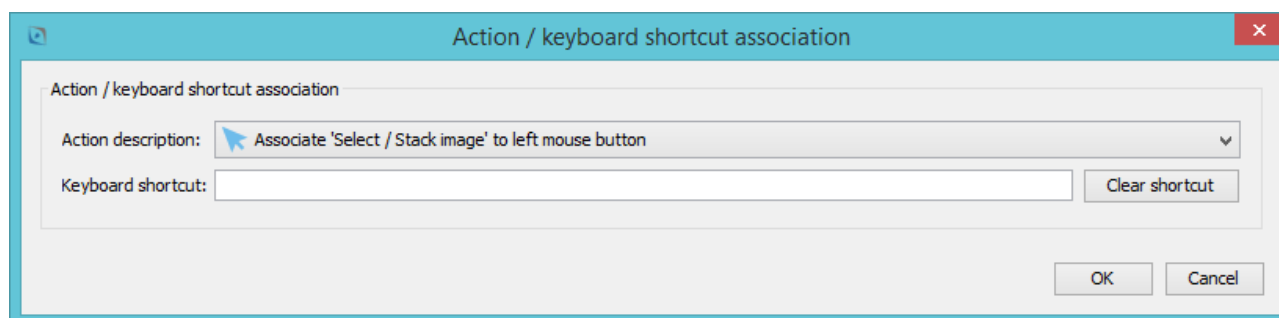 Action / keyboard shortcut association
Action / keyboard shortcut association
Action description: Associate 'Select / Stack image' to left mouse button
Keyboard shortcut: Clear shortcut
OK Cancel